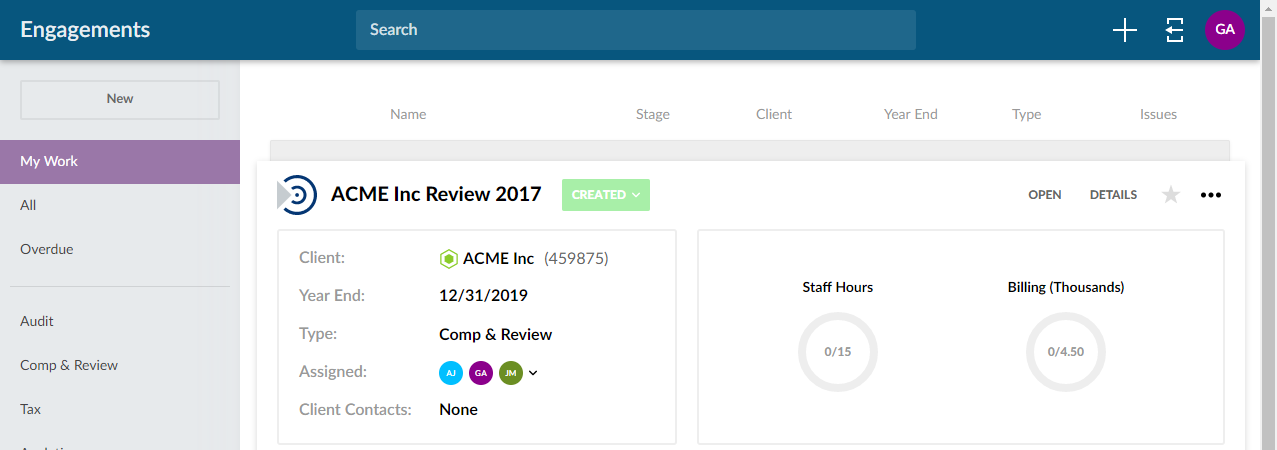 Engagements
Search
GA
New
My Work
All
Overdue
Audit
Comp & Review
Tax
Name Stage Client Year End Type Issues
ACME Inc Review 2017 CREATED OPEN DETAILS
Client: ACME Inc (459875)
Year End: 12/31/2019
Type: Comp & Review
Assigned: AJ GA JM
Client Contacts: None
Staff Hours Billing (Thousands)
0/15 0/4.50